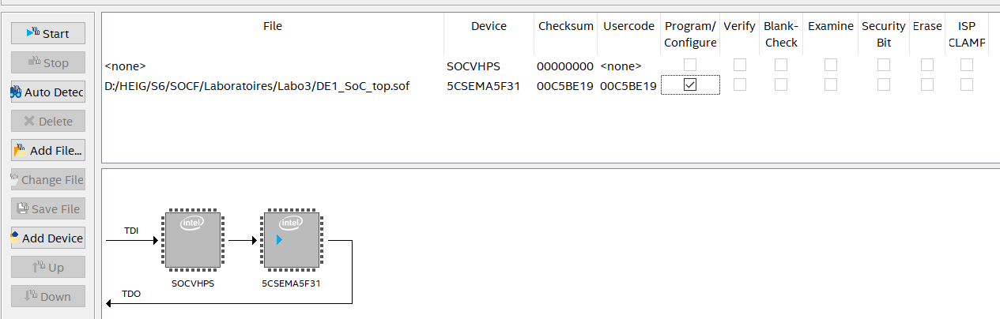 Start
Stop
Auto Detec
Delete
Add File...
Change File
Save File
Add Device
Up
Down
File Device Checksum Usercode Program/ Configure Verify Blank- Check Examine Security Bit Erase ISP CLAMF
<none> SOCVHPS 00000000 <none>
D:/HEIG/S6/SOCF/Laboratoires/Labo3/DE1_SoC_top.sof 5CSEMA5F31 00C5BE19 00C5BE19
TDI
intel
intel
SOCVHPS
5CSEMA5F31
TDO